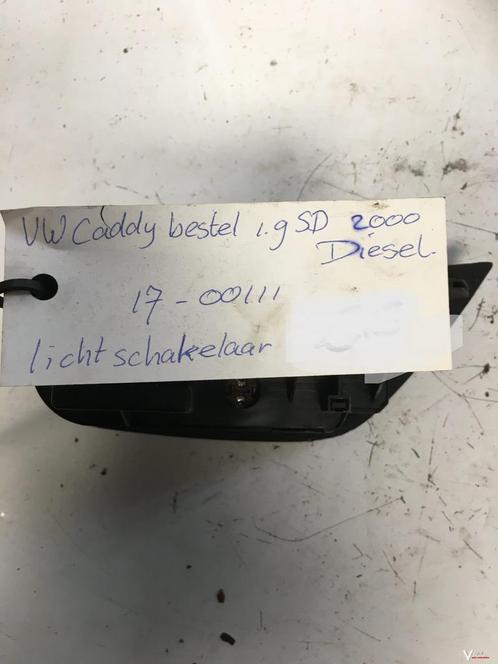 VW Caddy bestel 1.9 SD 2000
Diesel.
17-00111
lichtschakelaar